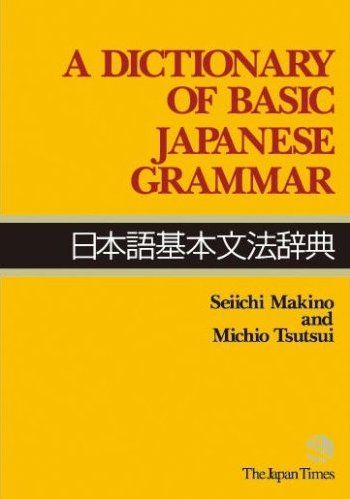 A DICTIONARY
OF BASIC
JAPANESE
GRAMMAR
日本語基本文法辞典
Seiichi Makino
and
Michio Tsutsui
The Japan Times